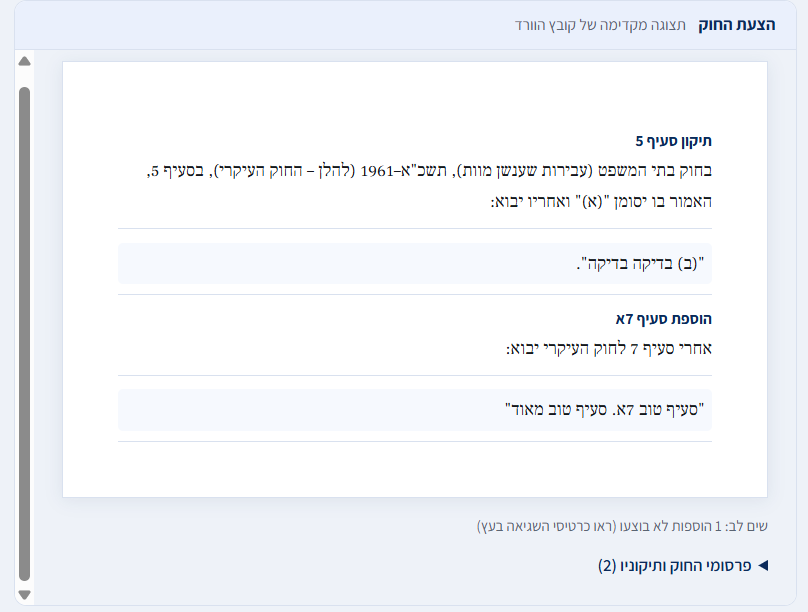 הצעת החוק תצוגה מקדימה של קובץ הוורד
תיקון סעיף 5
בחוק בתי המשפט (עבירות שענשן מוות), תשכ"א–1961 (להלן – החוק העיקרי), בסעיף 5,
האמור בו יסומן "(א)" ואחריו יבוא:
"(ב) בדיקה בדיקה".
הוספת סעיף 7א
אחרי סעיף 7 לחוק העיקרי יבוא:
"סעיף טוב 7א. סעיף טוב מאוד"
שים לב: 1 הוספות לא בוצעו (ראו כרטיסי השגיאה בעץ)
פרסומי החוק ותיקוניו (2)